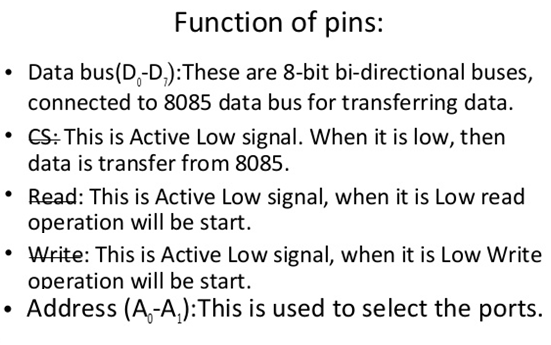 Function of pins:
• Data bus(D0-D7):These are 8-bit bi-directional buses,
connected to 8085 data bus for transferring data.
• CS: This is Active Low signal. When it is low, then
data is transfer from 8085.
• Read: This is Active Low signal, when it is Low read
operation will be start.
• Write: This is Active Low signal, when it is Low Write
operation will be start.
• Address (A0-A1):This is used to select the ports.